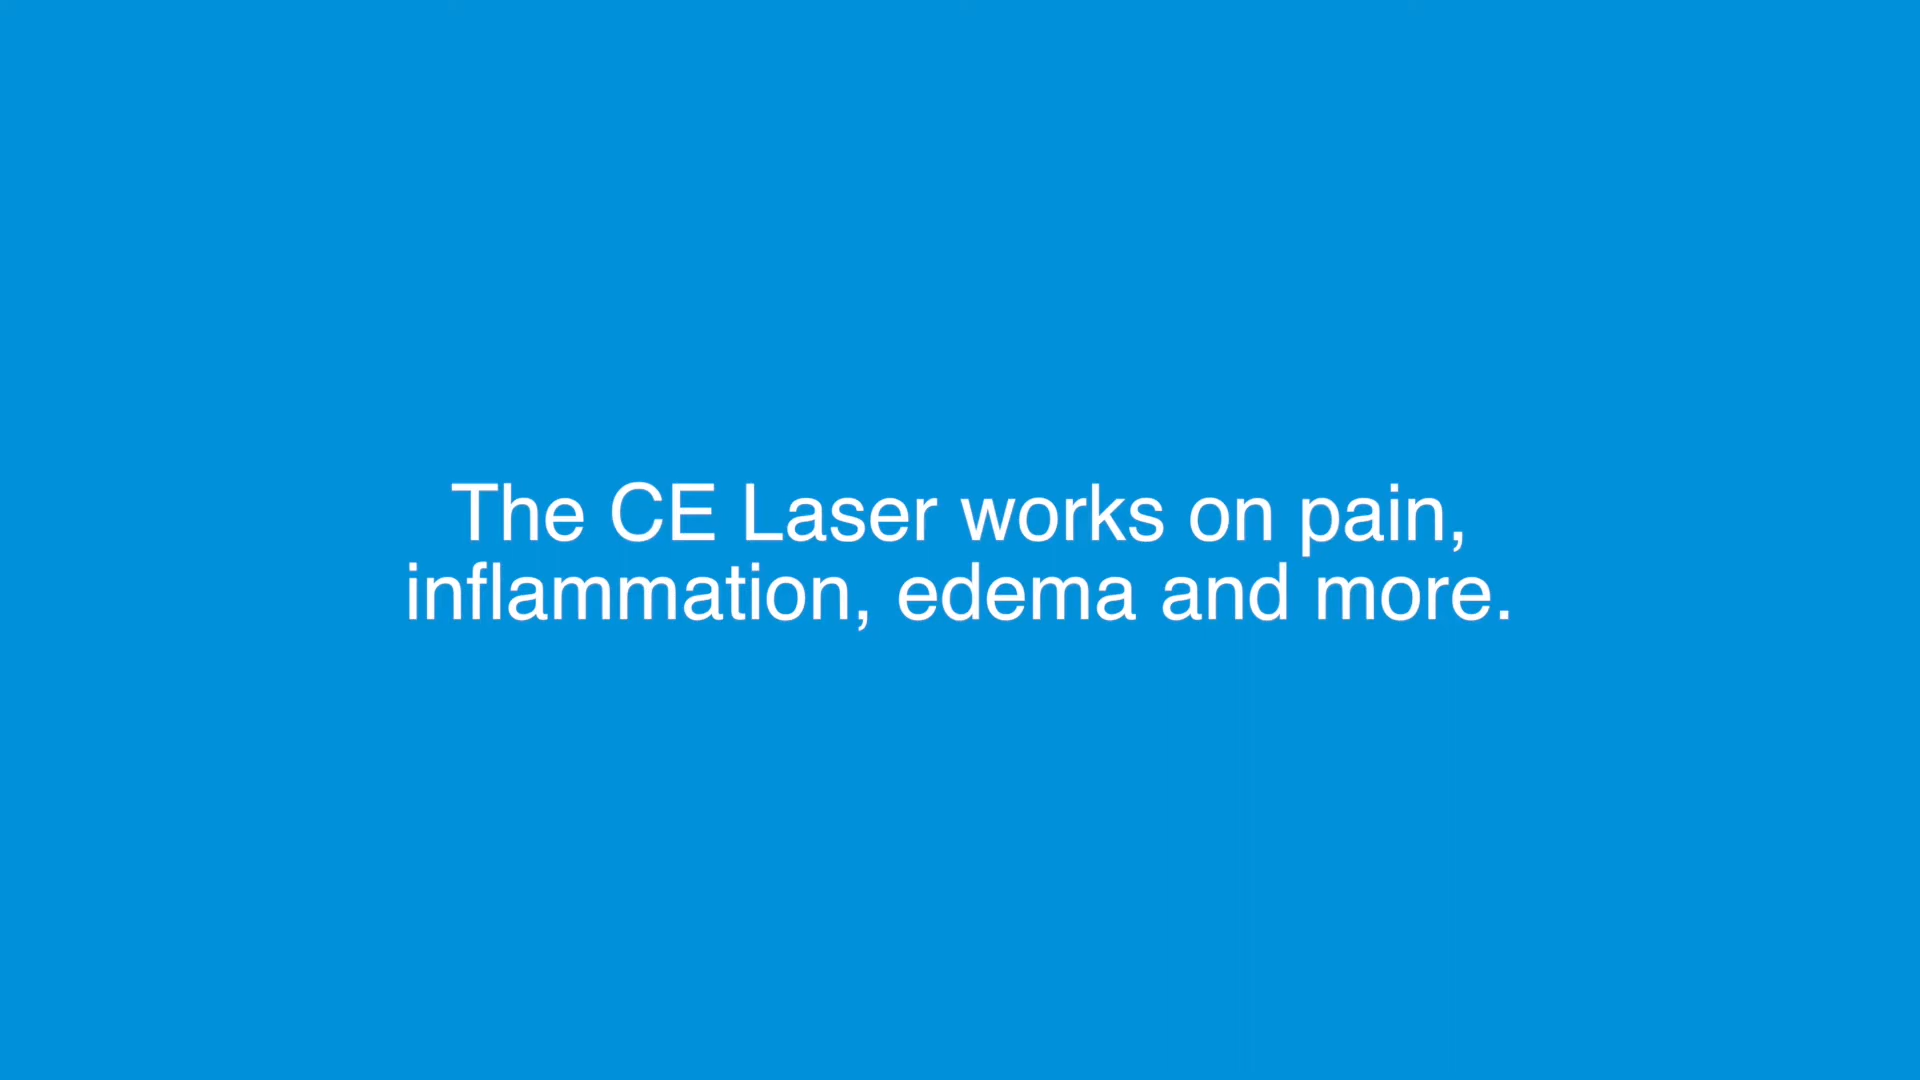 The CE Laser works on pain,
inflammation, edema and more.